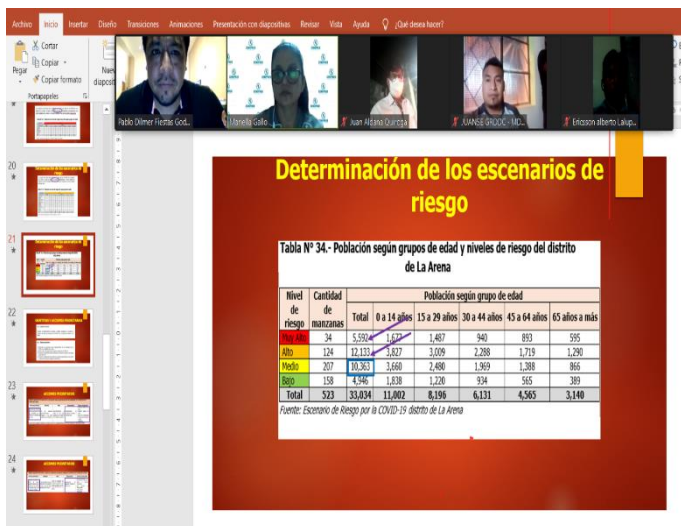 Archivo Inicio Insertar Diseño Transiciones Animaciones Presentación con diapositivas Revisar Vista Ayuda ¿Qué desea hacer?
Pegar
Cortar
Copiar
Copiar formato
Portapapeles
Pablo Dilmer Fiestas God...
Mariella Gallo
Juan Aldana Quiroga
JUANSE GRDDC - MD...
Ericsson alberto Lalup...
20
21
22
23
24
Determinación de los escenarios de
riesgo
Tabla N° 34.- Población según grupos de edad y niveles de riesgo del distrito
de La Arena
Nivel de riesgo Cantidad de manzanas Población según grupo de edad
Total 0 a 14 años 15 a 29 años 30 a 44 años 45 a 64 años 65 años a más
Muy Alto 34 5,592 1,677 1,487 940 893 595
Alto 124 12,133 3,827 3,009 2,288 1,719 1,290
Medio 207 10,363 3,660 2,480 1,969 1,388 866
Bajo 158 4,946 1,838 1,220 934 565 389
Total 523 33,034 11,002 8,196 6,131 4,565 3,140
Fuente: Escenario de Riesgo por la COVID-19 distrito de La Arena